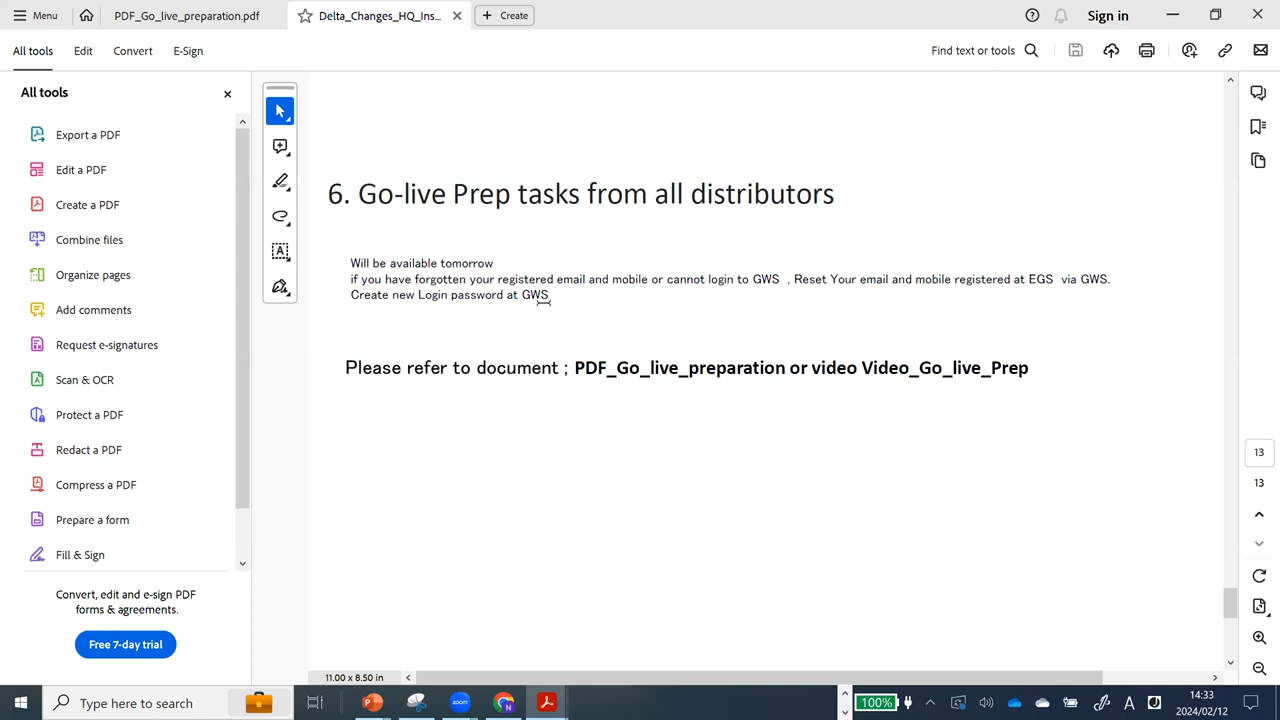 Menu
PDF_Go_live_preparation.pdf
Delta_Changes_HQ_Ins...
Create
Sign in
All tools
Edit
Convert
E-Sign
Find text or tools
All tools
Export a PDF
Edit a PDF
Create a PDF
Combine files
Organize pages
Add comments
Request e-signatures
Scan & OCR
Protect a PDF
Redact a PDF
Compress a PDF
Prepare a form
Fill & Sign
Convert, edit and e-sign PDF
forms & agreements.
Free 7-day trial
6. Go-live Prep tasks from all distributors
Will be available tomorrow
if you have forgotten your registered email and mobile or cannot login to GWS , Reset Your email and mobile registered at EGS via GWS.
Create new Login password at GWS
Please refer to document ; PDF_Go_live_preparation or video Video_Go_live_Prep
13
13
11.00 x 8.50 in
Type here to search
zoom
100%
A
14:33
2024/02/12